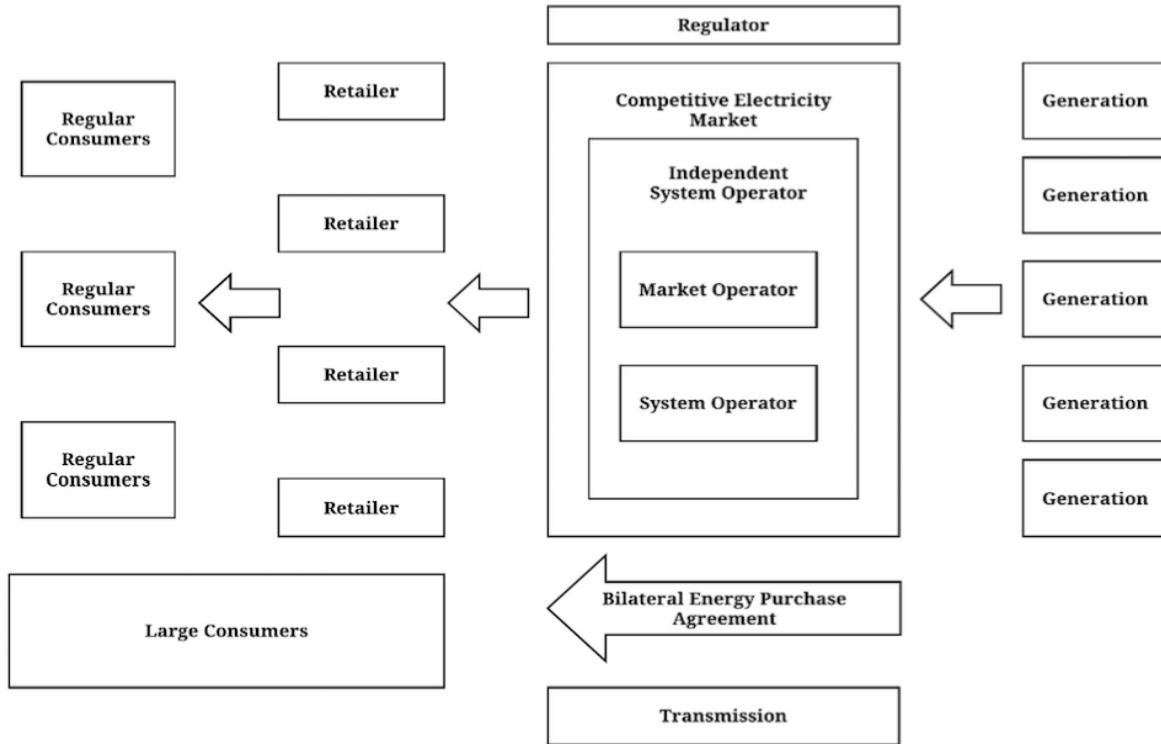 Regulator
Regular
Consumers
Regular
Consumers
Regular
Consumers
Retailer
Retailer
Retailer
Retailer
Competitive Electricity
Market
Independent
System Operator
Market Operator
System Operator
Generation
Generation
Generation
Generation
Generation
Large Consumers
Bilateral Energy Purchase
Agreement
Transmission